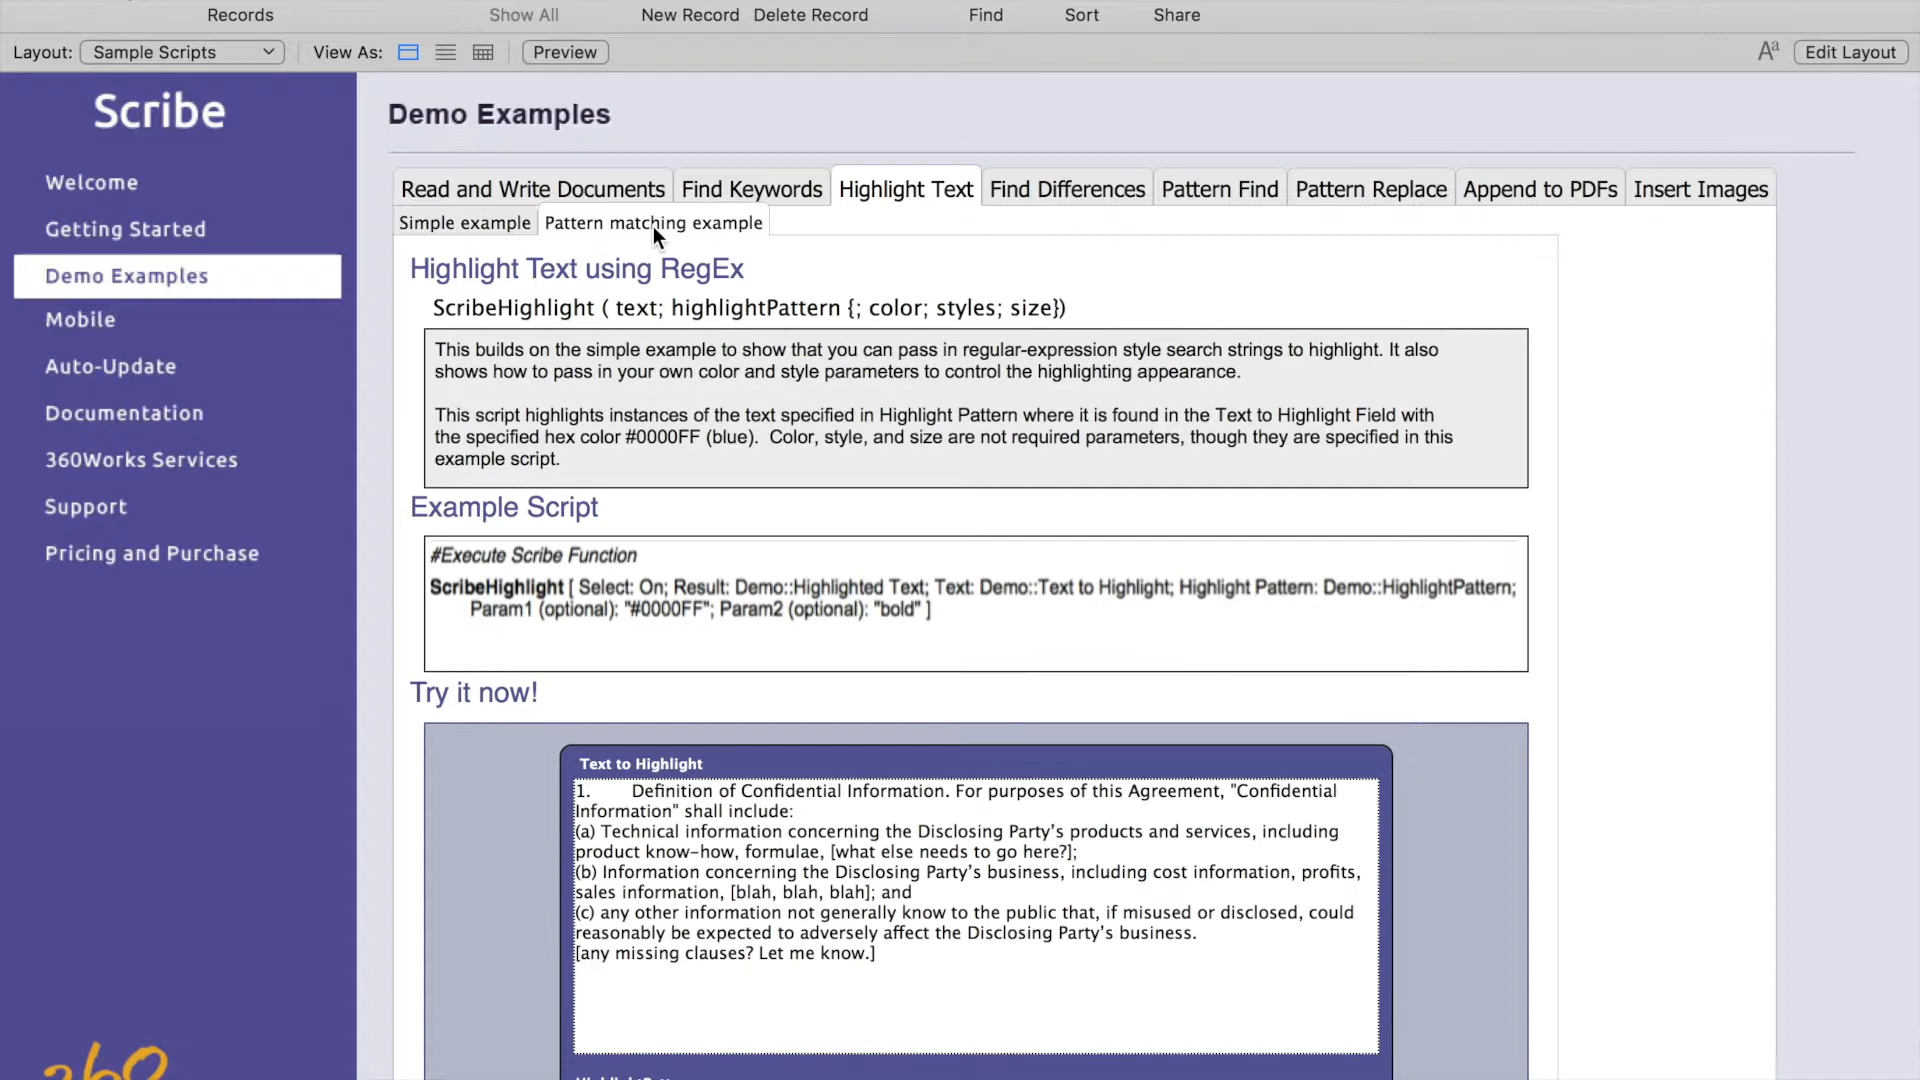 Records
Show All
New Record
Delete Record
Find
Sort
Share
Layout:
Sample Scripts
View As:
Preview
Aa
Edit Layout
Scribe
Welcome
Getting Started
Demo Examples
Mobile
Auto-Update
Documentation
360Works Services
Support
Pricing and Purchase
360
Demo Examples
Read and Write Documents
Find Keywords
Highlight Text
Find Differences
Pattern Find
Pattern Replace
Append to PDFs
Insert Images
Simple example
Pattern matching example
Highlight Text using RegEx
ScribeHighlight ( text; highlightPattern {; color; styles; size})
This builds on the simple example to show that you can pass in regular-expression style search strings to highlight. It also
shows how to pass in your own color and style parameters to control the highlighting appearance.
This script highlights instances of the text specified in Highlight Pattern where it is found in the Text to Highlight Field with
the specified hex color #0000FF (blue). Color, style, and size are not required parameters, though they are specified in this
example script.
Example Script
#Execute Scribe Function
ScribeHighlight [ Select: On; Result: Demo::Highlighted Text; Text: Demo::Text to Highlight; Highlight Pattern: Demo::HighlightPattern;
Param1 (optional): "#0000FF"; Param2 (optional): "bold" ]
Try it now!
Text to Highlight
1. Definition of Confidential Information. For purposes of this Agreement, "Confidential
Information" shall include:
(a) Technical information concerning the Disclosing Party's products and services, including
product know-how, formulae, [what else needs to go here?];
(b) Information concerning the Disclosing Party's business, including cost information, profits,
sales information, [blah, blah, blah]; and
(c) any other information not generally know to the public that, if misused or disclosed, could
reasonably be expected to adversely affect the Disclosing Party's business.
[any missing clauses? Let me know.]